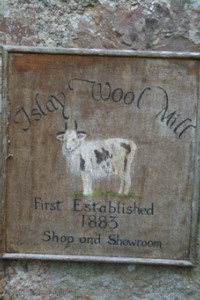 Islay Wool Mill
First Established
1883
Shop and Showroom